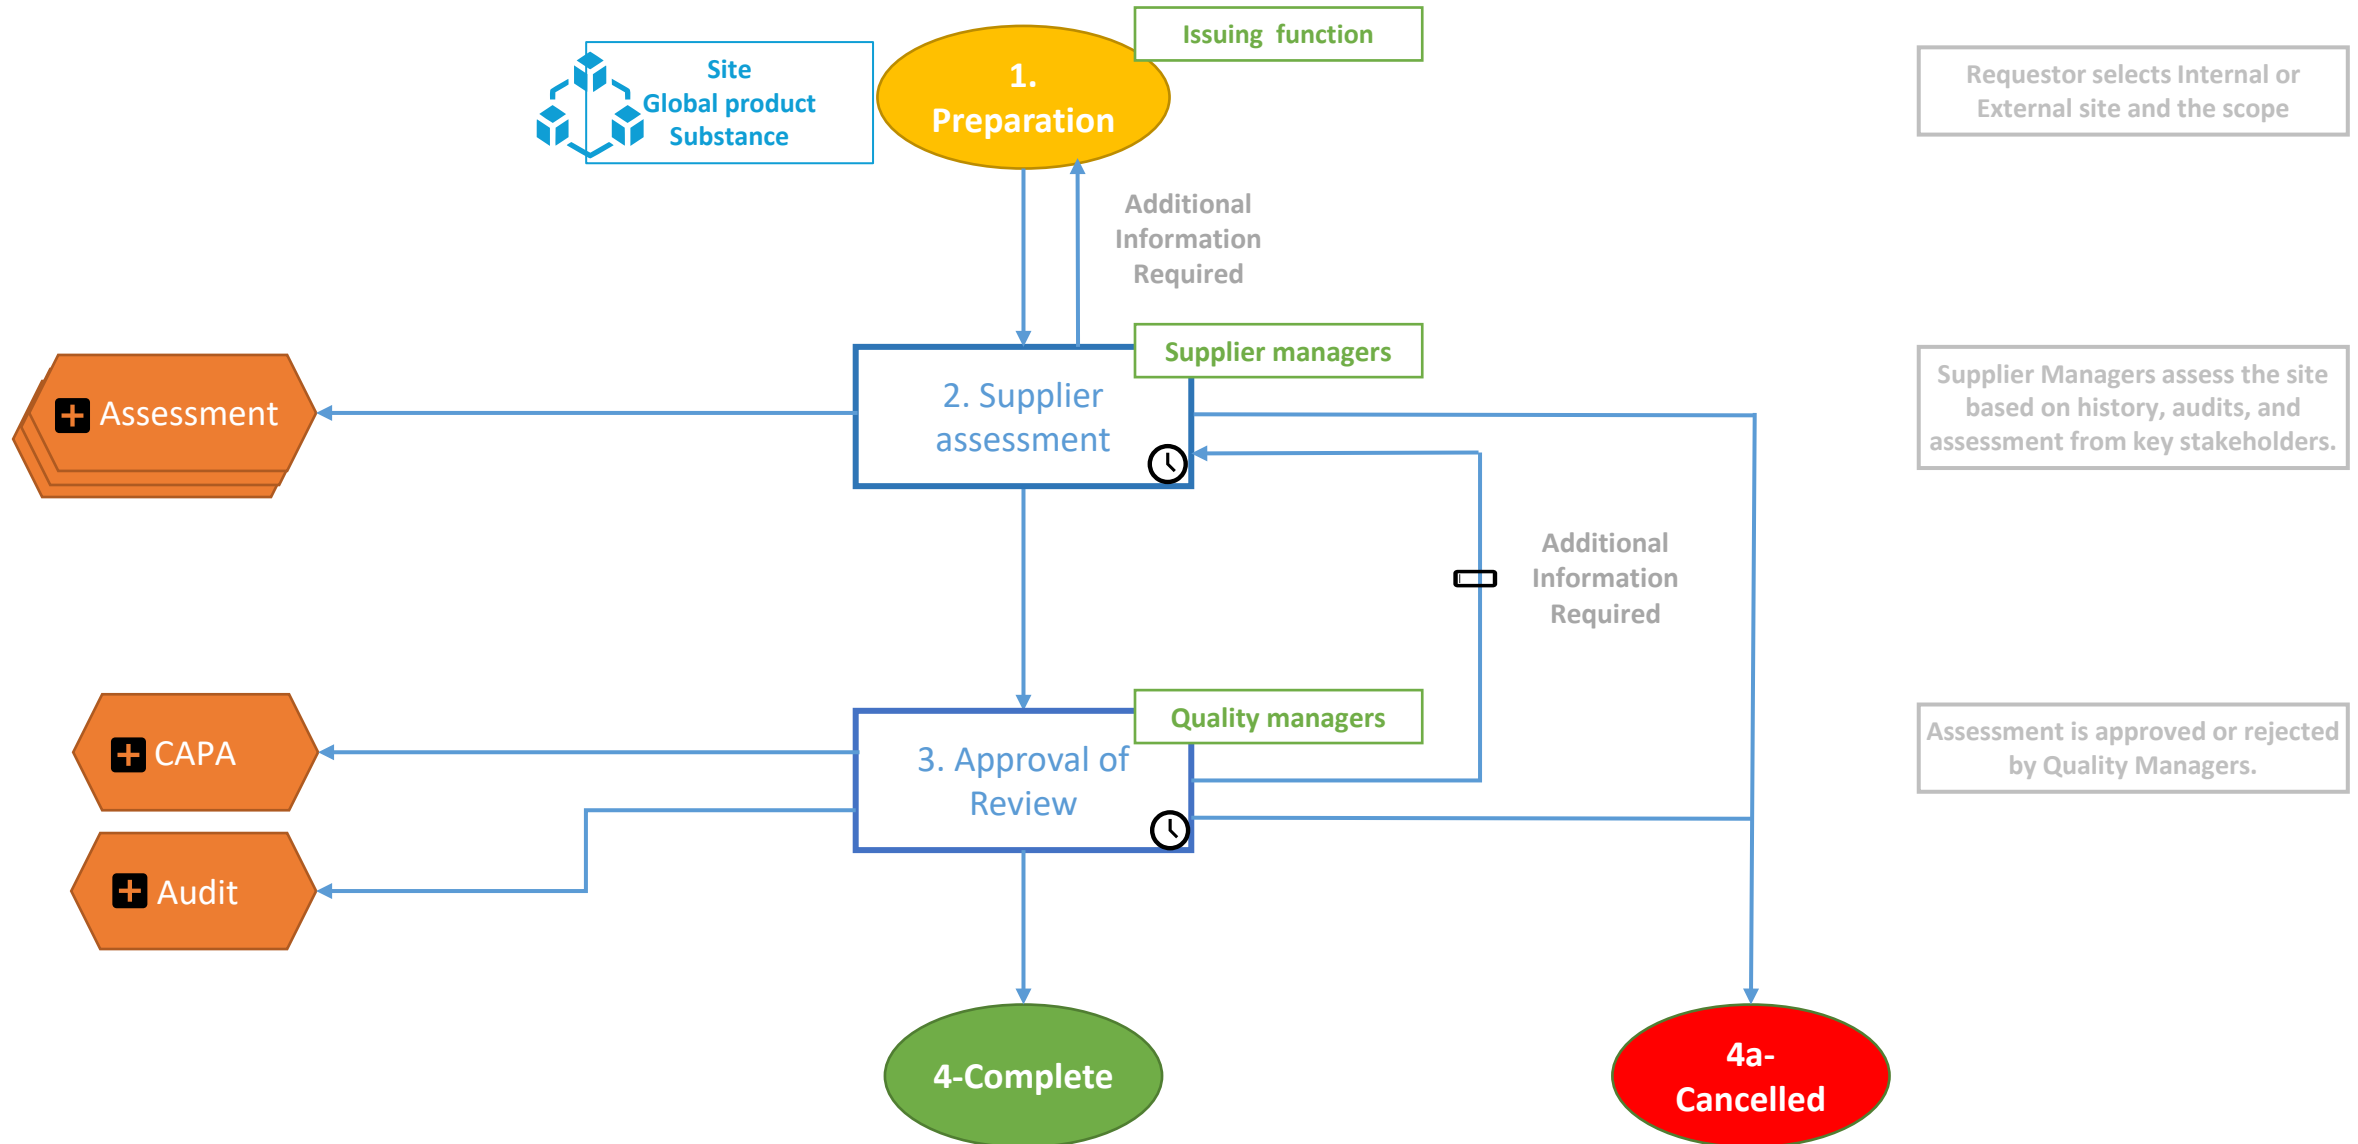 Issuing function
Site
Global product
Substance
1.
Preparation
Requestor selects Internal or
External site and the scope
Additional
Information
Required
Supplier managers
Assessment
2. Supplier
assessment
Supplier Managers assess the site
based on history, audits, and
assessment from key stakeholders.
Additional
Information
Required
Quality managers
CAPA
3. Approval of
Review
Assessment is approved or rejected
by Quality Managers.
Audit
4-Complete
4a-
Cancelled